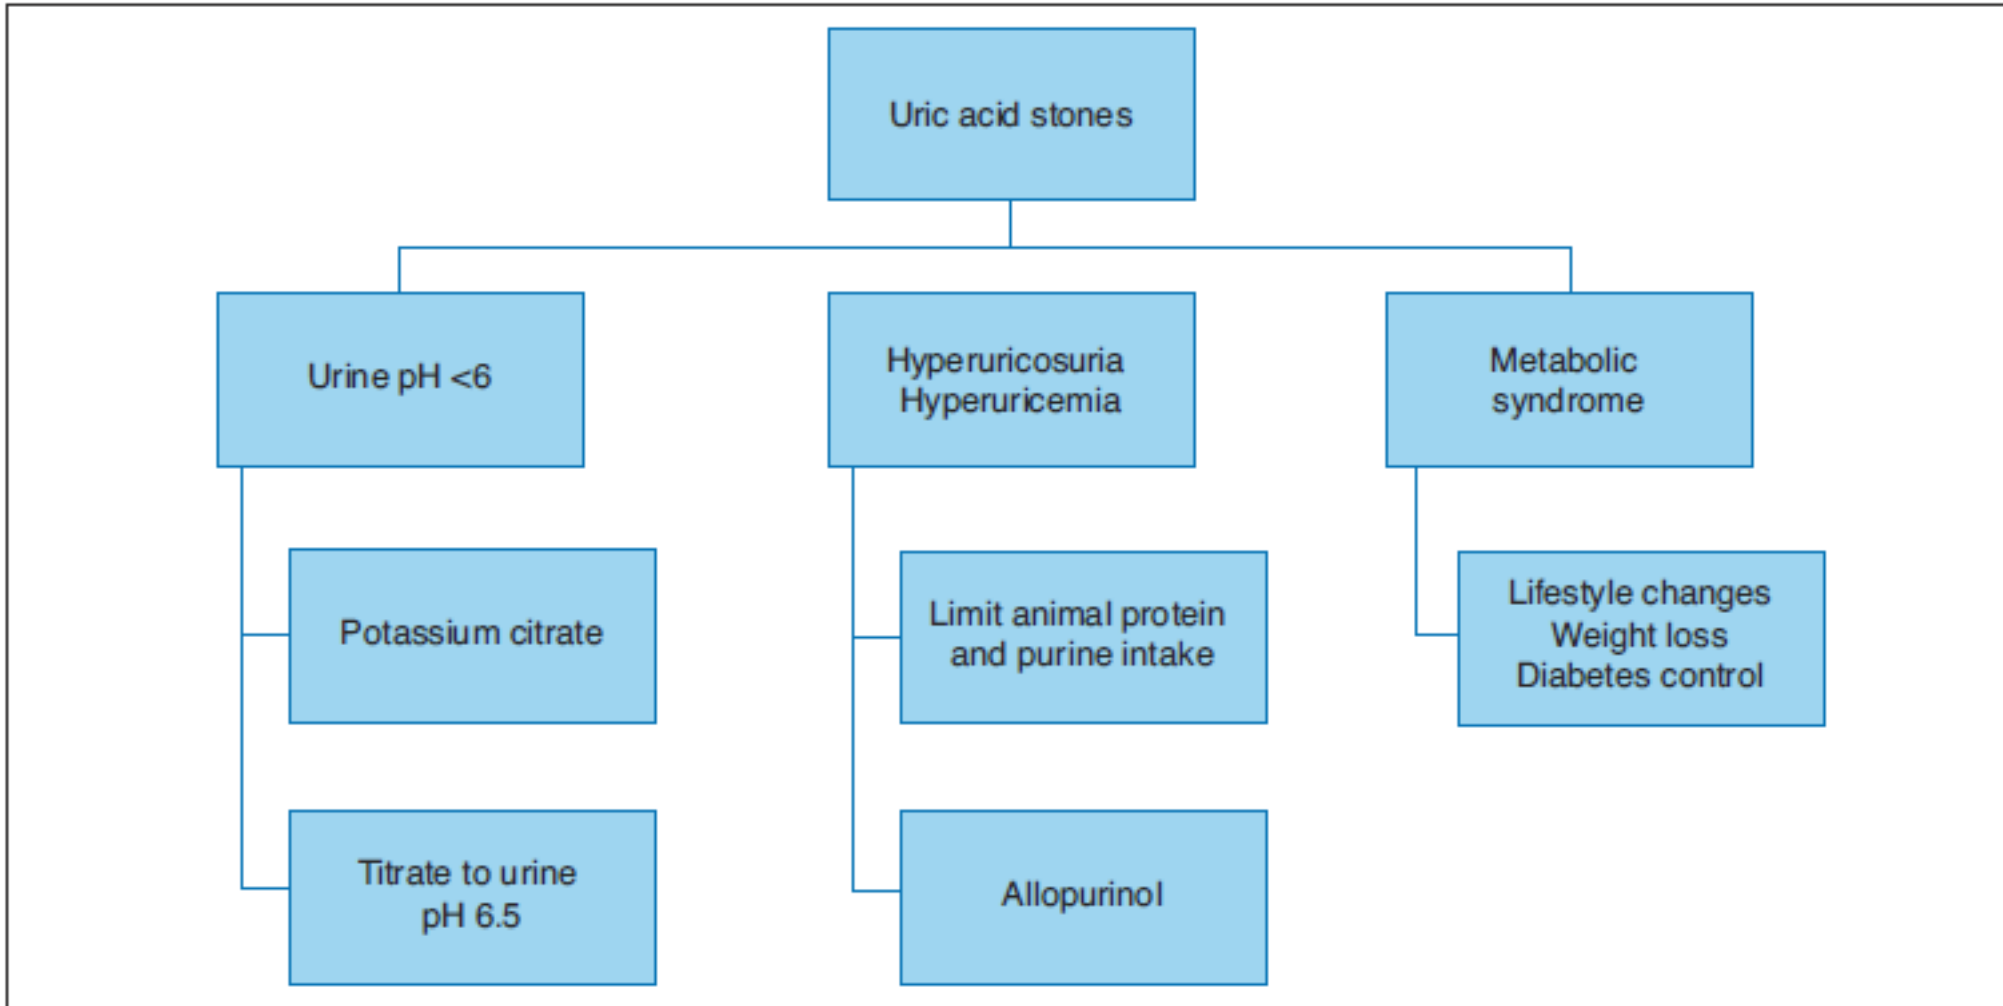 Uric acid stones
Urine pH <6
Hyperuricosuria
Hyperuricemia
Metabolic
syndrome
Potassium citrate
Limit animal protein
and purine intake
Lifestyle changes
Weight loss
Diabetes control
Titrate to urine
pH 6.5
Allopurinol